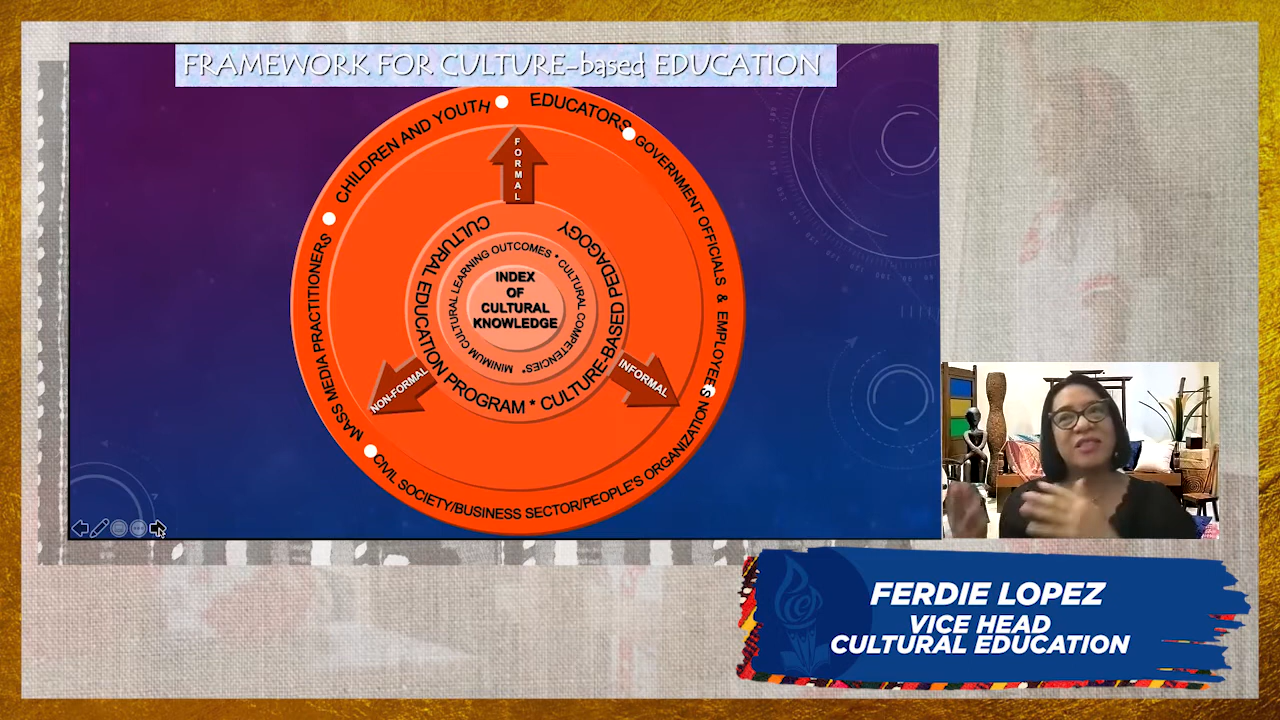 FRAMEWORK FOR CULTURE-based EDUCATION
CHILDREN AND YOUTH
EDUCATORS
GOVERNMENT OFFICIALS & EMPLOYEES
CIVIL SOCIETY/BUSINESS SECTOR/PEOPLE'S ORGANIZATIONS
MASS MEDIA PRACTITIONERS
FORMAL
NON-FORMAL
INFORMAL
CULTURAL EDUCATION PROGRAM * CULTURE-BASED PEDAGOGY
MINIMUM CULTURAL LEARNING OUTCOMES * CULTURAL COMPETENCIES *
INDEX
OF
CULTURAL
KNOWLEDGE
FERDIE LOPEZ
VICE HEAD
CULTURAL EDUCATION